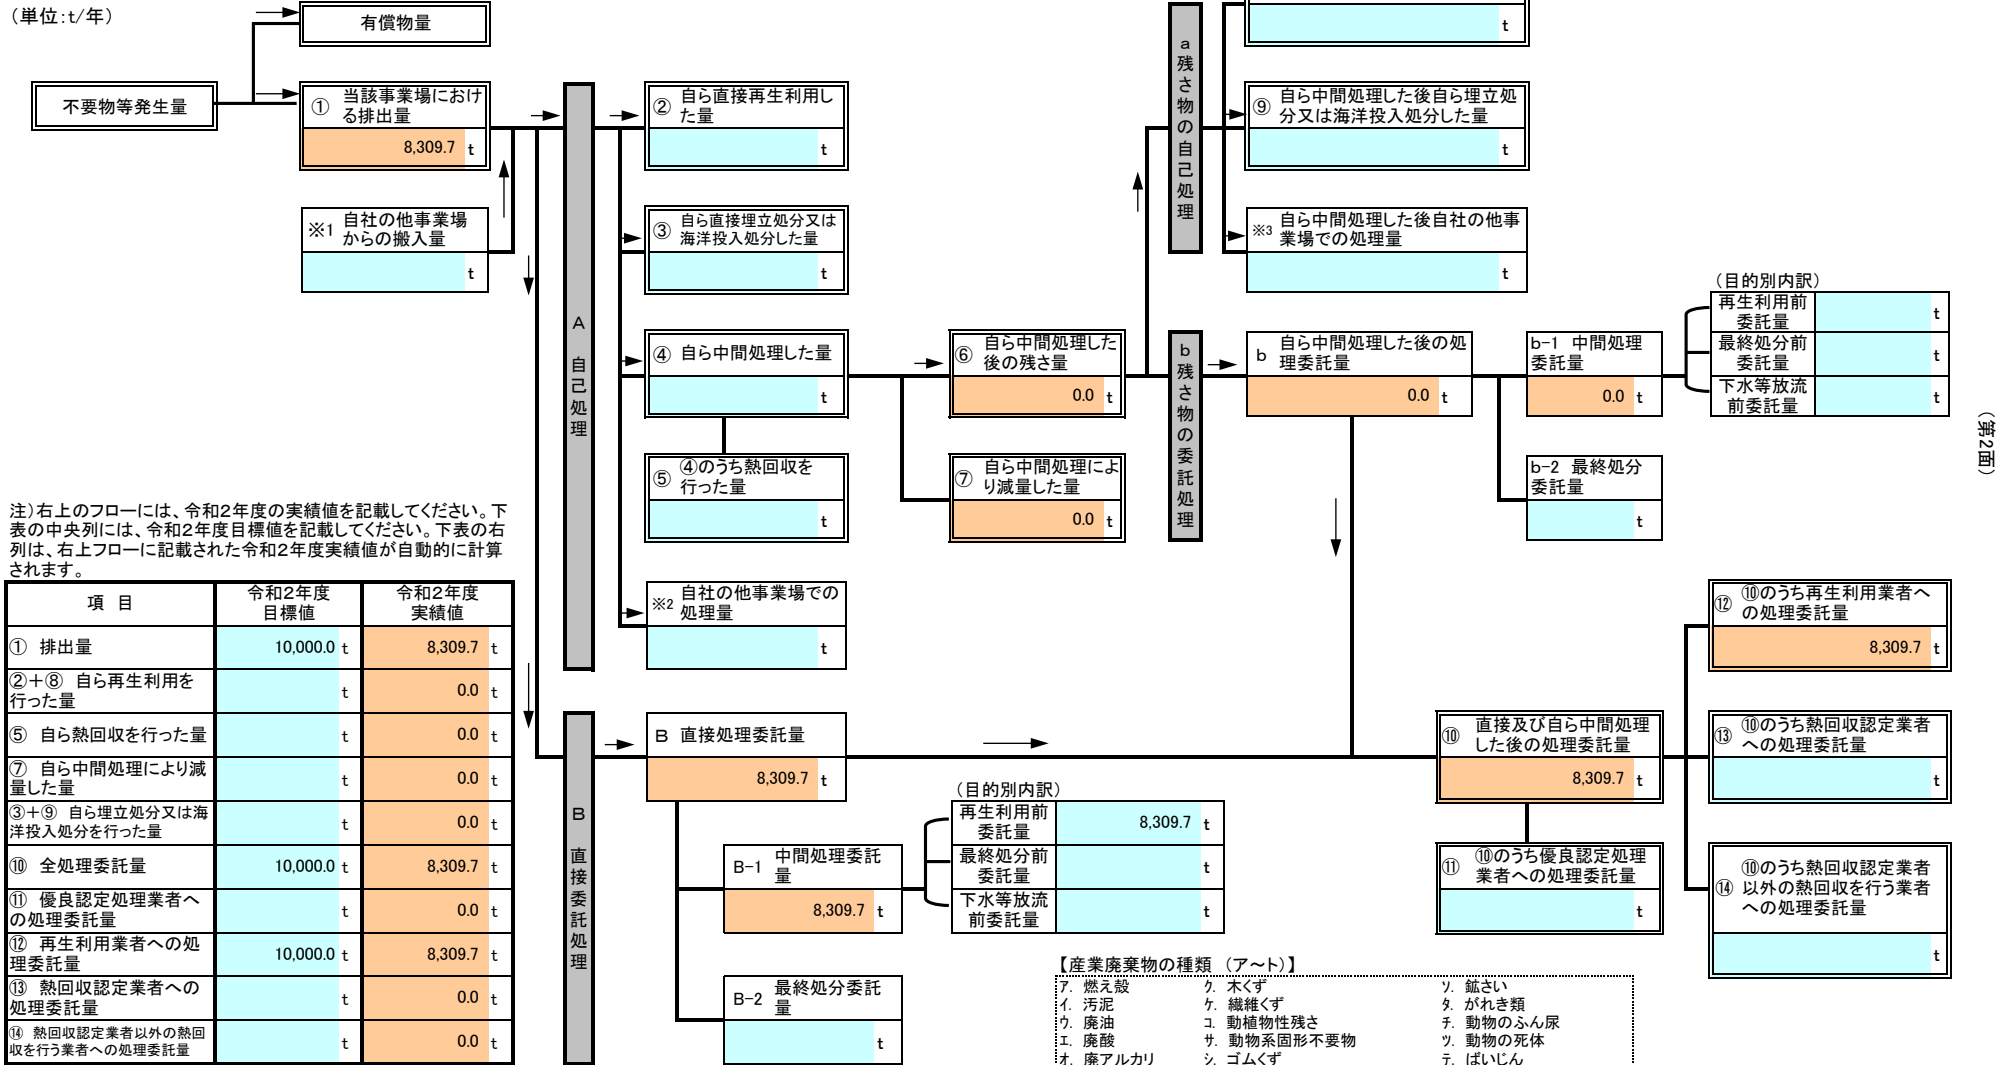 （単位：t/年）
有償物量
不要物等発生量
① 当該事業場におけ
る排出量
8,309.7 t
※1 自社の他事業場
からの搬入量
t
A 自己処理
② 自ら直接再生利用し
た量
t
③ 自ら直接埋立処分又は
海洋投入処分した量
t
④ 自ら中間処理した量
t
⑤ ④のうち熱回収を
行った量
t
※2 自社の他事業場での
処理量
t
⑥ 自ら中間処理した
後の残さ量
0.0 t
⑦ 自ら中間処理によ
り減量した量
0.0 t
a 残さ物の自己処理
t
⑨ 自ら中間処理した後自ら埋立処
分又は海洋投入処分した量
t
※3 自ら中間処理した後自社の他事
業場での処理量
t
b 残さ物の委託処理
b 自ら中間処理した後の処
理委託量
0.0 t
b-1 中間処理
委託量
0.0 t
b-2 最終処分
委託量
t
（目的別内訳）
再生利用前
委託量 t
最終処分前
委託量 t
下水等放流
前委託量 t
（第2面）
注）右上のフローには、令和2年度の実績値を記載してください。下
表の中央列には、令和2年度目標値を記載してください。下表の右
列は、右上フローに記載された令和2年度実績値が自動的に計算
されます。
項 目 令和2年度
目標値 令和2年度
実績値
① 排出量 10,000.0 t 8,309.7 t
②＋⑧ 自ら再生利用を
行った量 t 0.0 t
⑤ 自ら熱回収を行った量 t 0.0 t
⑦ 自ら中間処理により減
量した量 t 0.0 t
③＋⑨ 自ら埋立処分又は海
洋投入処分を行った量 t 0.0 t
⑩ 全処理委託量 10,000.0 t 8,309.7 t
⑪ 優良認定処理業者へ
の処理委託量 t 0.0 t
⑫ 再生利用業者への処
理委託量 10,000.0 t 8,309.7 t
⑬ 熱回収認定業者への
処理委託量 t 0.0 t
⑭ 熱回収認定業者以外の熱回
収を行う業者への処理委託量 t 0.0 t
B 直接委託処理
B 直接処理委託量
8,309.7 t
B-1 中間処理委託
量
8,309.7 t
B-2 最終処分委託
量
t
（目的別内訳）
再生利用前
委託量 8,309.7 t
最終処分前
委託量 t
下水等放流
前委託量 t
⑩ 直接及び自ら中間処理
した後の処理委託量
8,309.7 t
⑪ ⑩のうち優良認定処理
業者への処理委託量
t
⑫ ⑩のうち再生利用業者へ
の処理委託量
8,309.7 t
⑬ ⑩のうち熱回収認定業者
への処理委託量
t
⑭ ⑩のうち熱回収認定業者
以外の熱回収を行う業者
への処理委託量
t
【産業廃棄物の種類 （ア～ト）】
ア. 燃え殻 ク. 木くず ソ. 鉱さい
イ. 汚泥 ケ. 繊維くず タ. がれき類
ウ. 廃油 コ. 動植物性残さ チ. 動物のふん尿
エ. 廃酸 サ. 動物系固形不要物 ツ. 動物の死体
オ. 廃アルカリ シ. ゴムくず テ. ばいじん